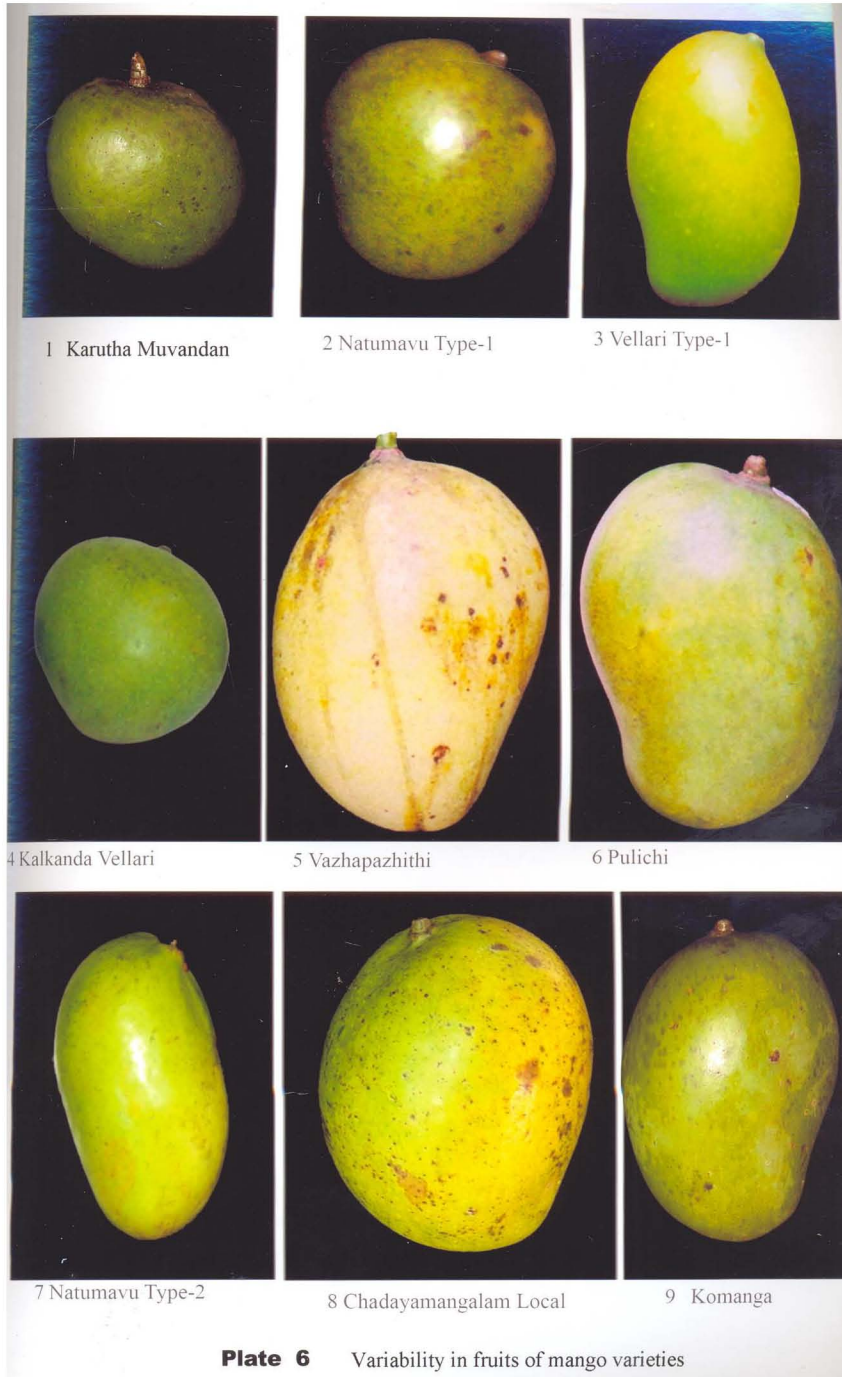 1 Karutha Muvandan
2 Natumavu Type-1
3 Vellari Type-1
4 Kalkanda Vellari
5 Vazhapazhithi
6 Pulichi
7 Natumavu Type-2
8 Chadayamangalam Local
9 Komanga
Plate 6 Variability in fruits of mango varieties